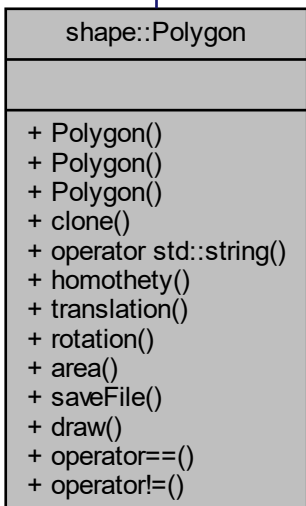 shape::Polygon
+ Polygon()
+ Polygon()
+ Polygon()
+ clone()
+ operator std::string()
+ homothety()
+ translation()
+ rotation()
+ area()
+ saveFile()
+ draw()
+ operator==()
+ operator!=()